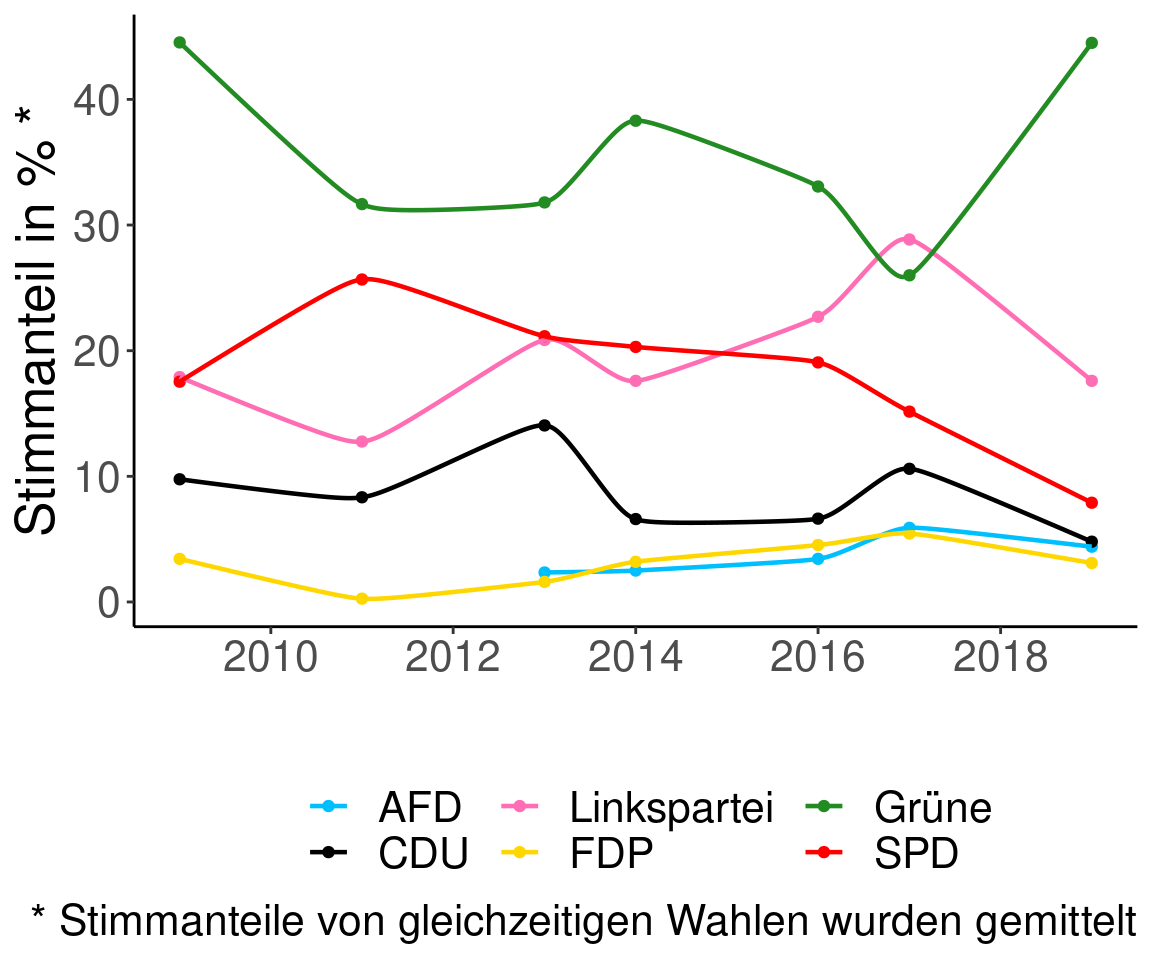 Stimmanteil in % *
40
30
20
10
0
2010 2012 2014 2016 2018
AFD Linkspartei Grüne
CDU FDP SPD
* Stimmanteile von gleichzeitigen Wahlen wurden gemittelt